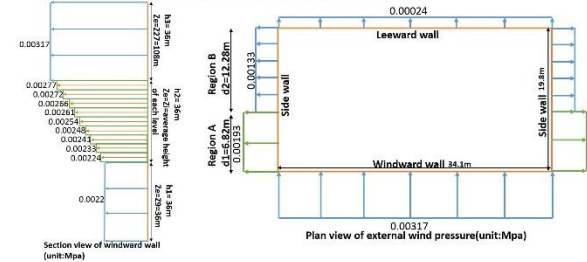 0.00317
h3= 36m
Ze=z27=108m
0.00277
0.00272
0.00266
0.00261
0.00254
0.00248
0.00241
0.00233
0.00224
h2= 36m
Ze=Zi=average height
of each level
0.0022
h1= 36m
Ze=Z9=36m
Section view of windward wall
(unit:Mpa)
0.00024
Leeward wall
Region B
d2=12.28m
0.00133
Side wall
Side wall 19.8m
Region A
d1=6.82m
0.00193
Windward wall 34.1m
0.00317
Plan view of external wind pressure(unit:Mpa)